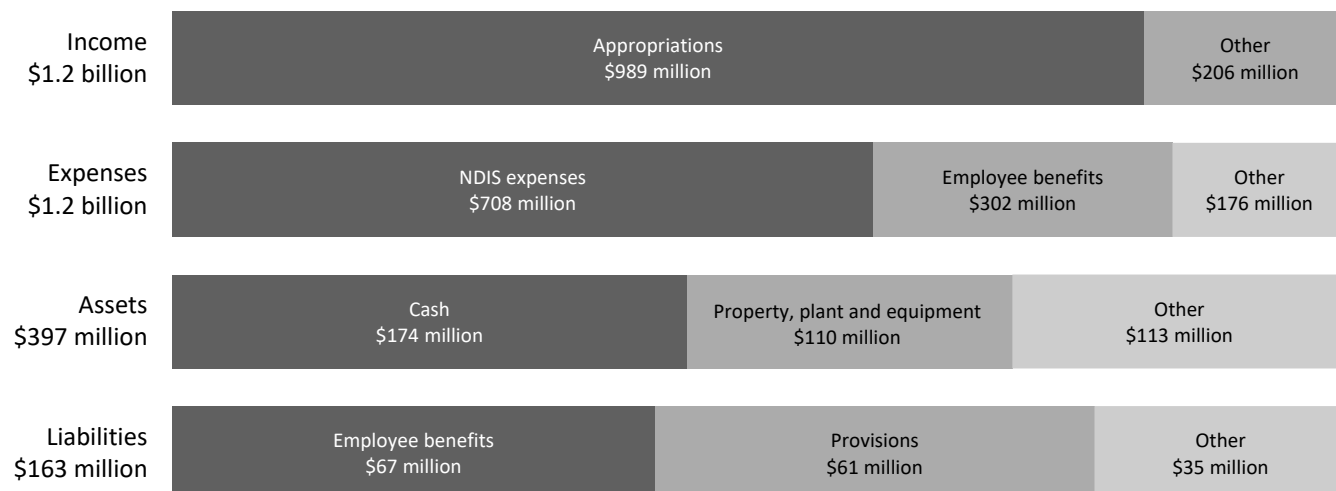 Income
$1.2 billion
Appropriations
$989 million
Other
$206 million
Expenses
$1.2 billion
NDIS expenses
$708 million
Employee benefits
$302 million
Other
$176 million
Assets
$397 million
Cash
$174 million
Property, plant and equipment
$110 million
Other
$113 million
Liabilities
$163 million
Employee benefits
$67 million
Provisions
$61 million
Other
$35 million